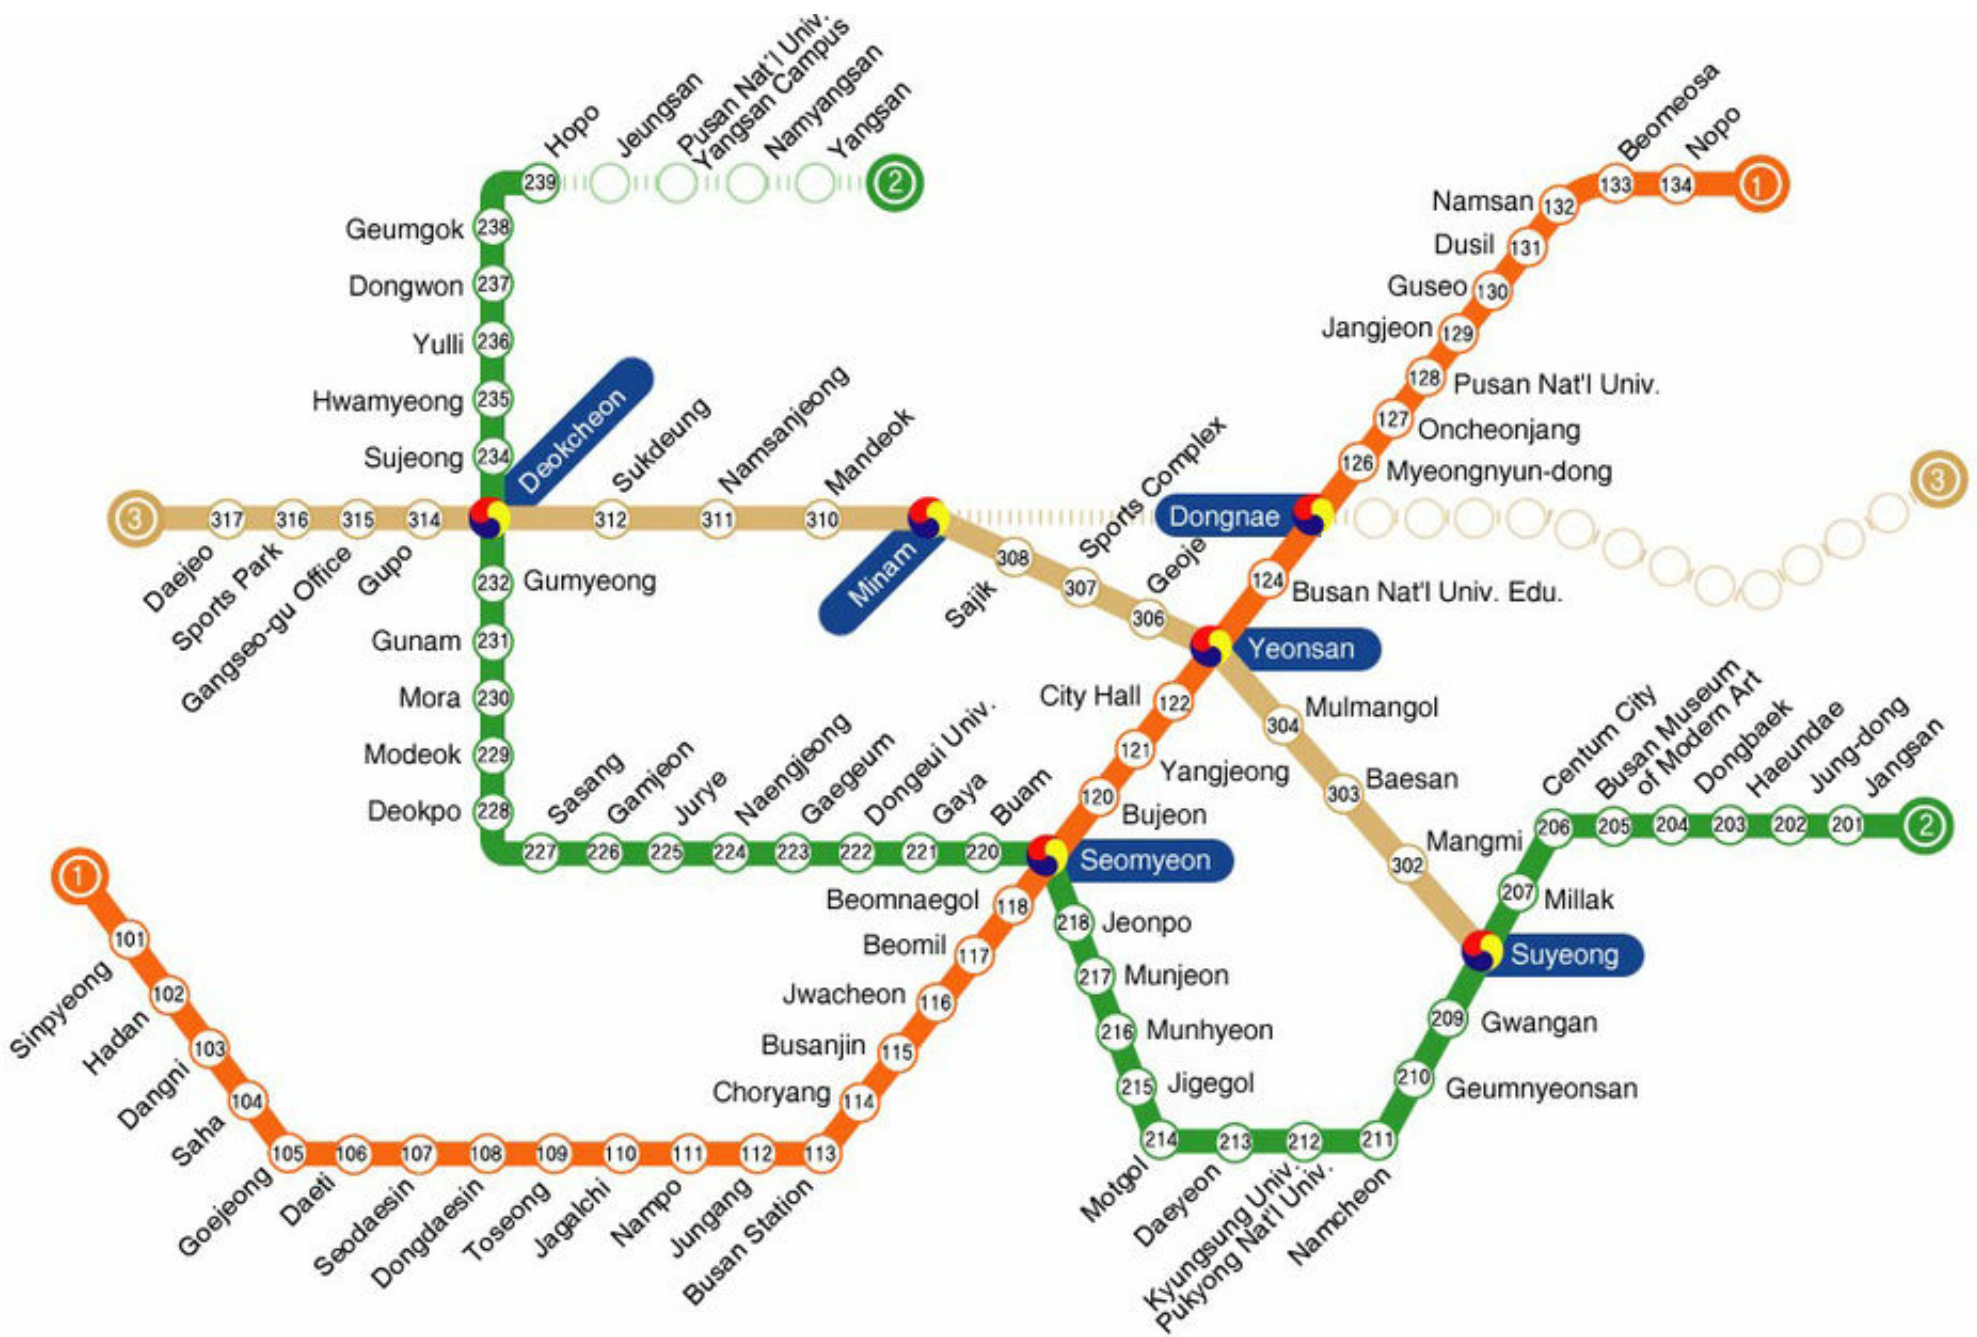 Hopo
Jeungsan
Pusan Nat'l Univ.
Yangsan Campus
Namyangsan
Yangsan
239
2
Geumgok
238
Dongwon
237
Yulli
236
Hwamyeong
235
Sujeong
234
Deokcheon
Beomeosa
Nopo
133
134
1
Namsan
132
Dusil
131
Guseo
130
Jangjeon
129
128
Pusan Nat'l Univ.
127
Oncheonjang
126
Myeongnyun-dong
3
317
316
315
314
312
311
310
Daejeo
Sports Park
Gangseo-gu Office
Gupo
Sukdeung
Namsanjeong
Mandeok
Minam
308
307
306
Sajik
Sports Complex
Geoje
Dongnae
3
124
Busan Nat'l Univ. Edu.
Yeonsan
232
Gumyeong
Gunam
231
Mora
230
Modeok
229
Deokpo
228
Sasang
Gamjeon
Jurye
Naengjeong
Gaegeum
Dongeui Univ.
Gaya
Buam
227
226
225
224
223
222
221
220
City Hall
122
121
Yangjeong
120
Bujeon
Seomyeon
304
Mulmangol
303
Baesan
Mangmi
302
Centum City
Busan Museum
of Modern Art
Dongbaek
Haeundae
Jung-dong
Jangsan
206
205
204
203
202
201
2
207
Millak
Suyeong
209
Gwangan
210
Geumnyeonsan
218
Jeonpo
217
Munjeon
216
Munhyeon
215
Jigegol
214
213
212
211
Motgol
Daeyeon
Kyungsung Univ.
Pukyong Nat'l Univ.
Namcheon
Beomnaegol
118
Beomil
117
Jwacheon
116
Busanjin
115
Choryang
114
1
101
Sinpyeong
102
Hadan
103
Dangni
104
Saha
105
106
107
108
109
110
111
112
113
Goejeong
Daeti
Seodaesin
Dongdaesin
Toseong
Jagalchi
Nampo
Jungang
Busan Station